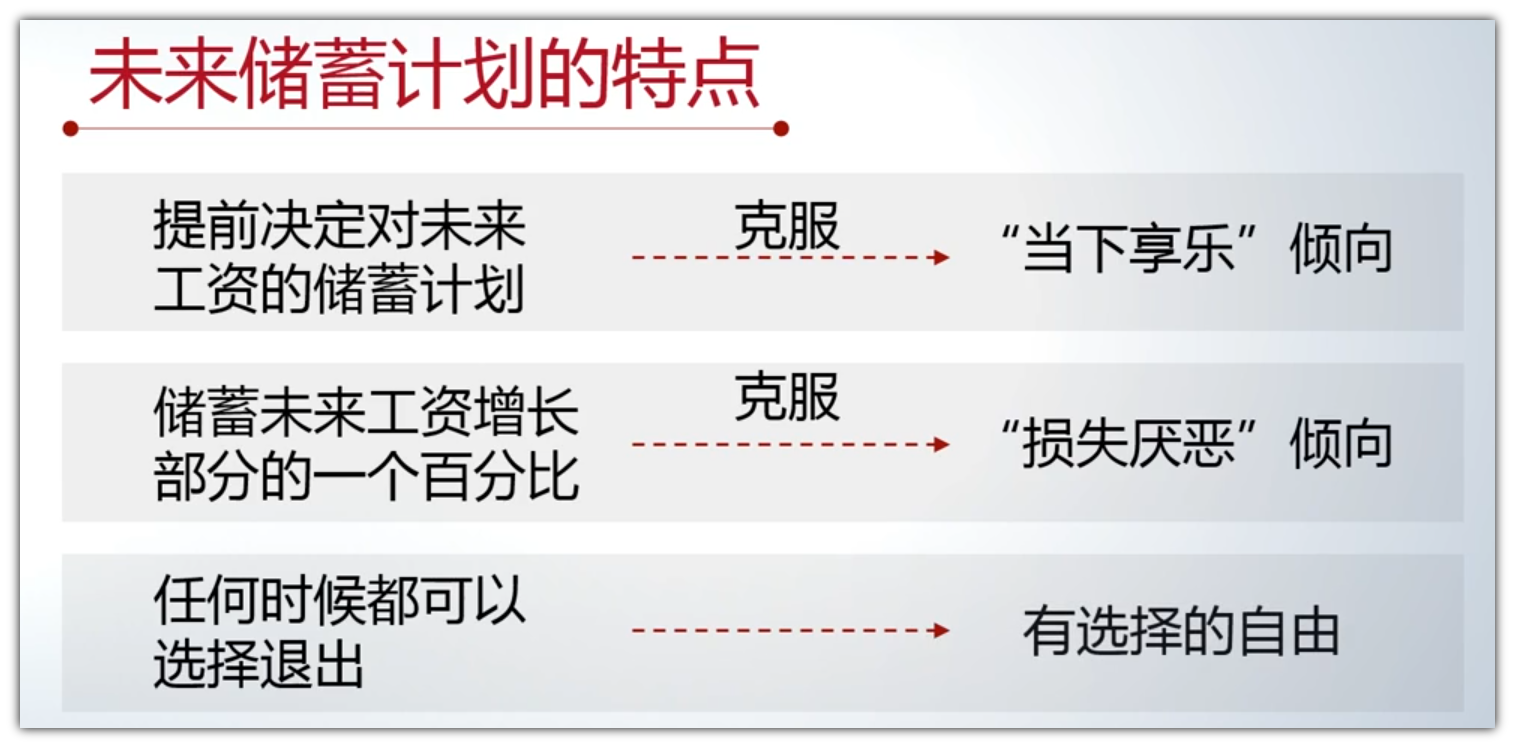 未来储蓄计划的特点
提前决定对未来
工资的储蓄计划
克服
“当下享乐”倾向
储蓄未来工资增长
部分的一个百分比
克服
“损失厌恶”倾向
任何时候都可以
选择退出
有选择的自由